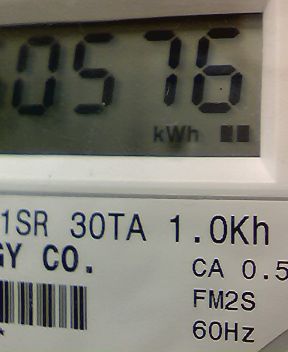 0576
kWh
1SR 30TA 1.0Kh
GY CO.
CA 0.5
FM2S
60Hz